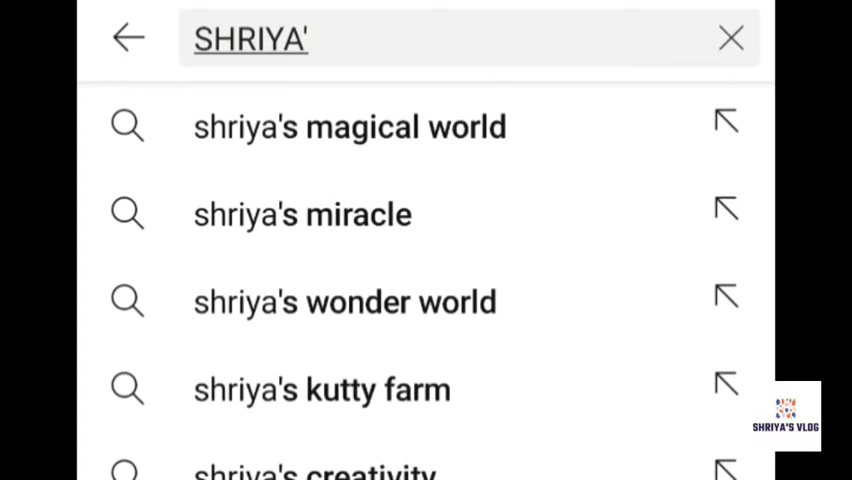 SHRIYA'
shriya's magical world
shriya's miracle
shriya's wonder world
shriya's kutty farm
shriya's creativity
SHRIYA'S VLOG